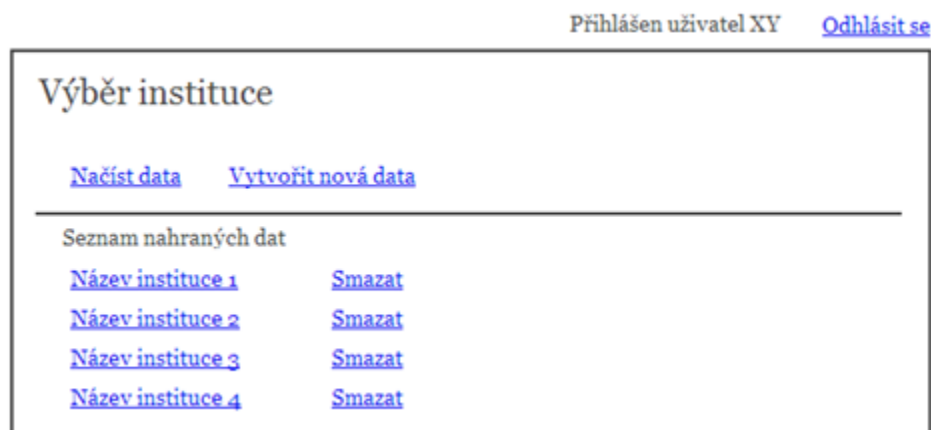 Přihlášen uživatel XY Odhlásit se
Výběr instituce
Načíst data Vytvořit nová data
Seznam nahraných dat
Název instituce 1 Smazat
Název instituce 2 Smazat
Název instituce 3 Smazat
Název instituce 4 Smazat